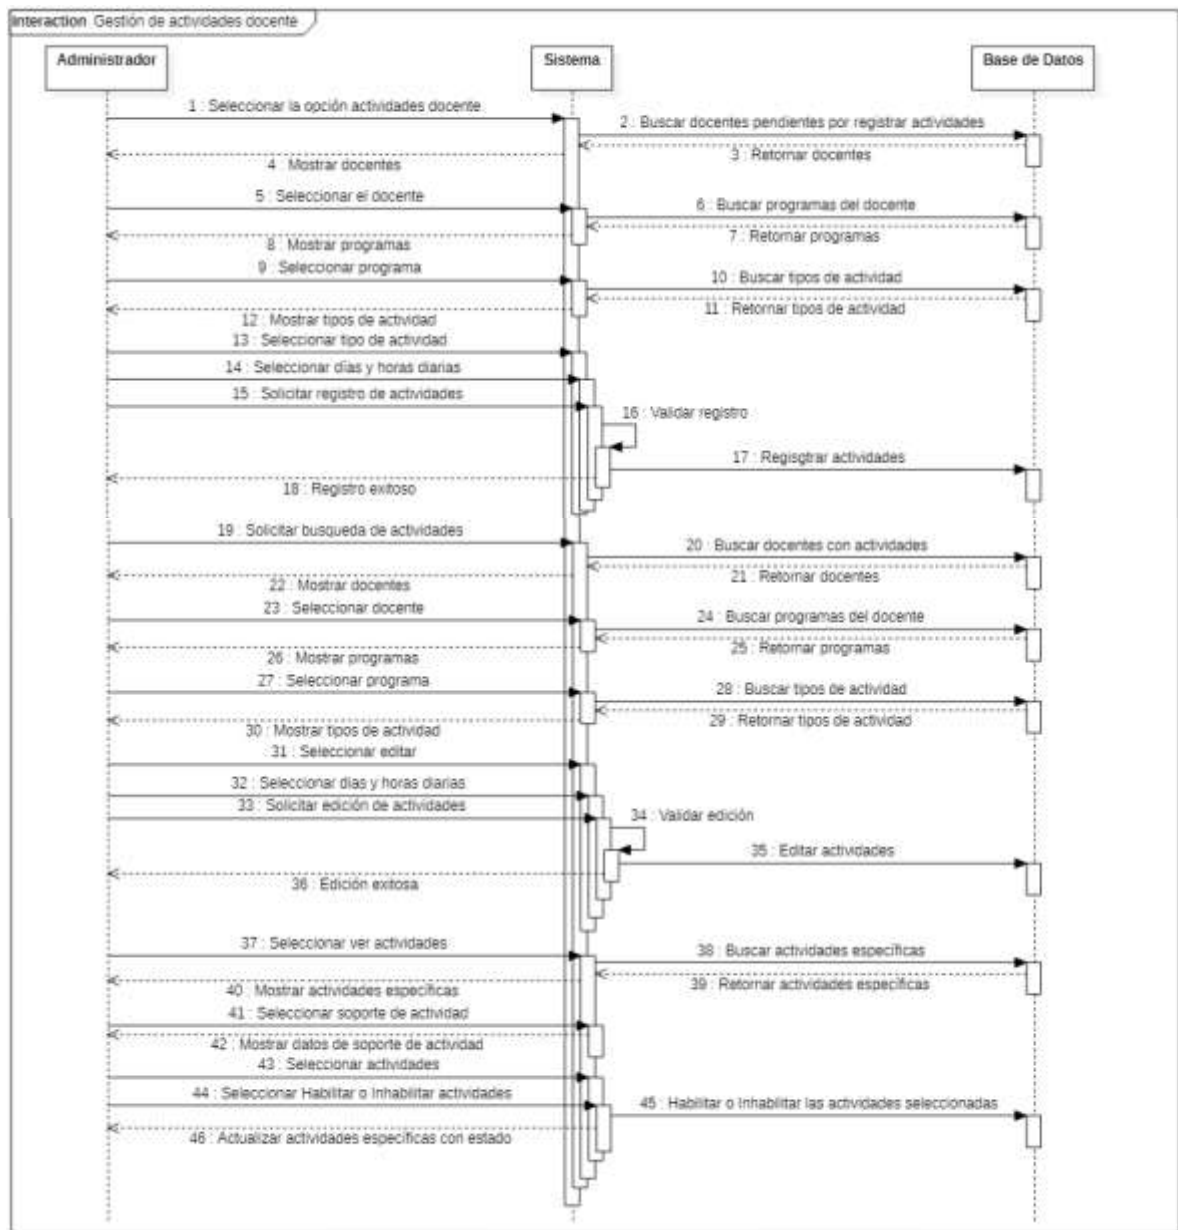 interaction Gestión de actividades docente
Administrador
Sistema
Base de Datos
1 : Seleccionar la opción actividades docente
2 : Buscar docentes pendientes por registrar actividades
3 : Retornar docentes
4 : Mostrar docentes
5 : Seleccionar el docente
6 : Buscar programas del docente
7 : Retornar programas
8 : Mostrar programas
9 : Seleccionar programa
10 : Buscar tipos de actividad
11 : Retornar tipos de actividad
12 : Mostrar tipos de actividad
13 : Seleccionar tipo de actividad
14 : Seleccionar días y horas diarias
15 : Solicitar registro de actividades
16 : Validar registro
17 : Regisgtrar actividades
18 : Registro exitoso
19 : Solicitar busqueda de actividades
20 : Buscar docentes con actividades
21 : Retornar docentes
22 : Mostrar docentes
23 : Seleccionar docente
24 : Buscar programas del docente
25 : Retornar programas
26 : Mostrar programas
27 : Seleccionar programa
28 : Buscar tipos de actividad
29 : Retornar tipos de actividad
30 : Mostrar tipos de actividad
31 : Seleccionar editar
32 : Seleccionar días y horas diarias
33 : Solicitar edición de actividades
34 : Validar edición
35 : Editar actividades
36 : Edición exitosa
37 : Seleccionar ver actividades
38 : Buscar actividades específicas
39 : Retornar actividades específicas
40 : Mostrar actividades específicas
41 : Seleccionar soporte de actividad
42 : Mostrar datos de soporte de actividad
43 : Seleccionar actividades
44 : Seleccionar Habilitar o Inhabilitar actividades
45 : Habilitar o Inhabilitar las actividades seleccionadas
46 : Actualizar actividades específicas con estado